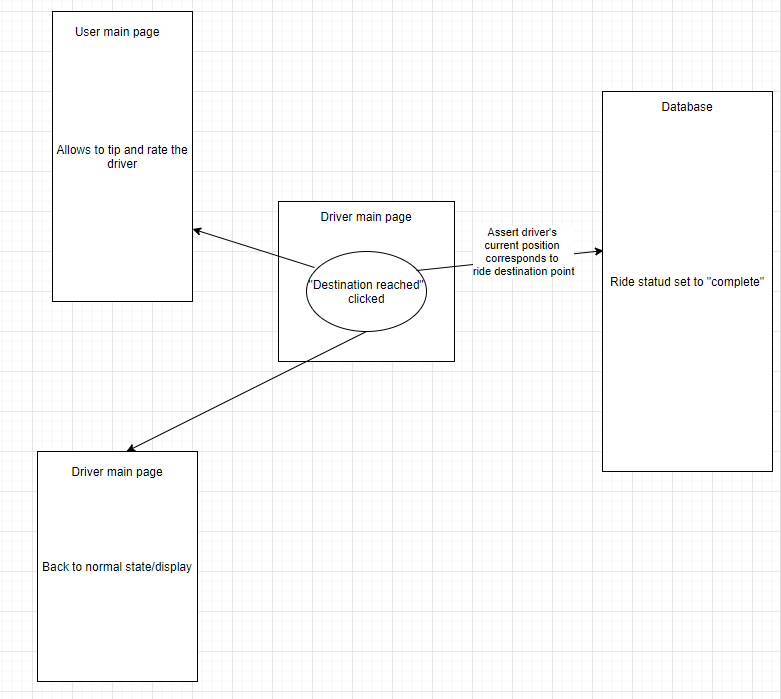 User main page
Allows to tip and rate the
driver
Driver main page
"Destination reached"
clicked
Assert driver's
current position
corresponds to
ride destination point
Database
Ride statud set to "complete"
Driver main page
Back to normal state/display